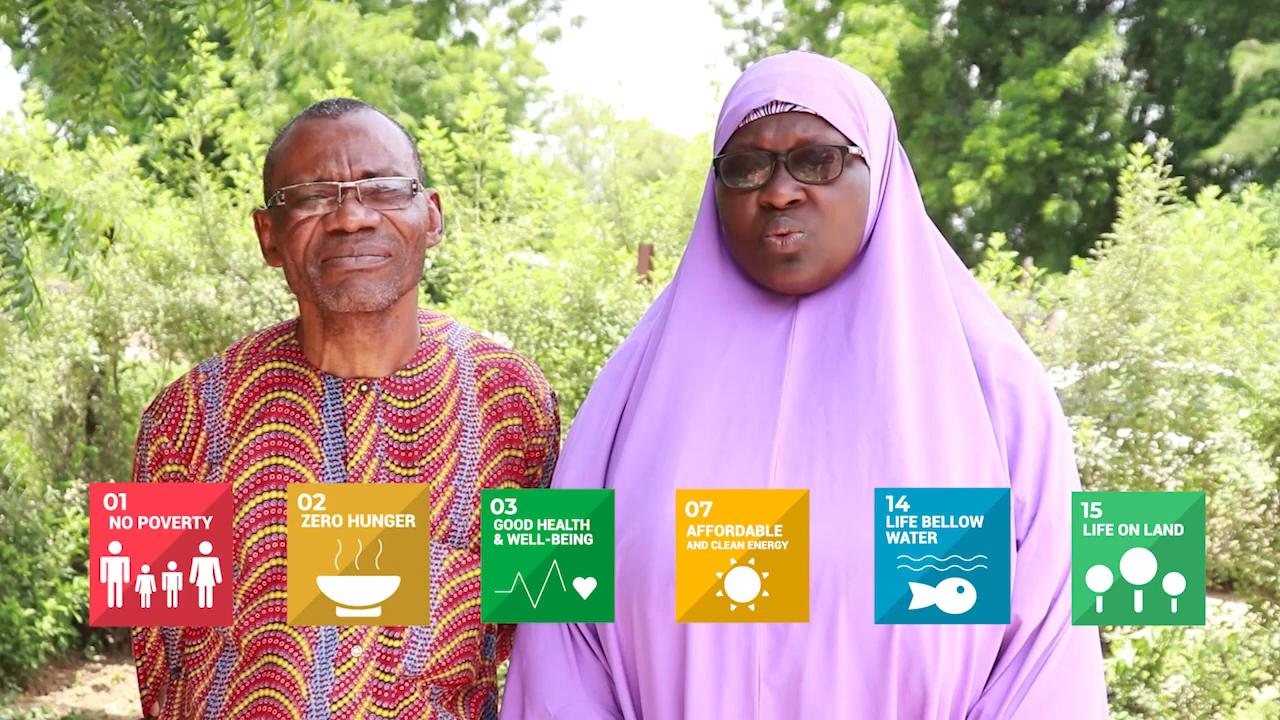 01
NO POVERTY
02
ZERO HUNGER
03
GOOD HEALTH
& WELL-BEING
07
AFFORDABLE
AND CLEAN ENERGY
14
LIFE BELLOW
WATER
15
LIFE ON LAND